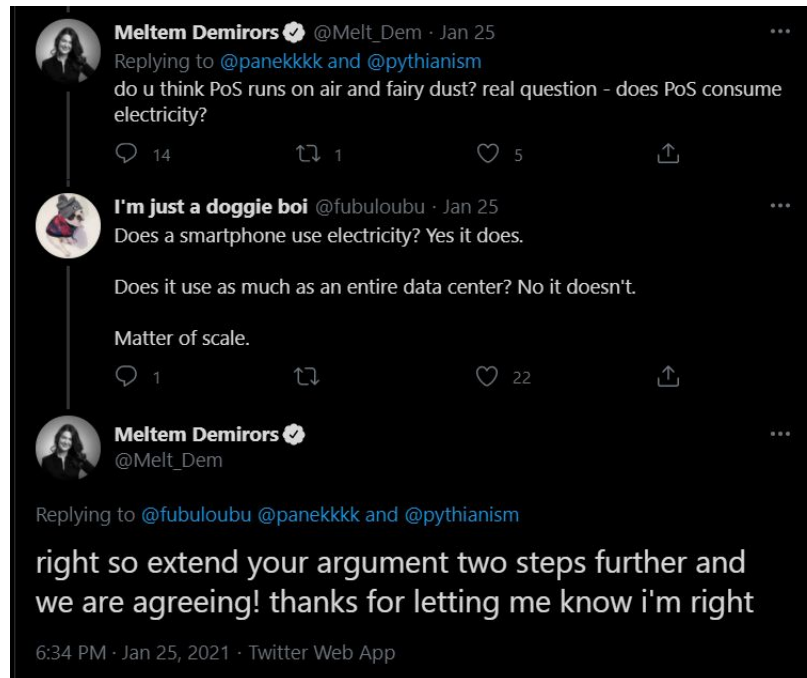 Meltem Demirors @Melt_Dem · Jan 25
Replying to @panekkkk and @pythianism
do u think PoS runs on air and fairy dust? real question - does PoS consume
electricity?
14 1 5
I'm just a doggie boi @fubuloubu · Jan 25
Does a smartphone use electricity? Yes it does.
Does it use as much as an entire data center? No it doesn't.
Matter of scale.
1 22
Meltem Demirors
@Melt_Dem
Replying to @fubuloubu @panekkkk and @pythianism
right so extend your argument two steps further and
we are agreeing! thanks for letting me know i'm right
6:34 PM · Jan 25, 2021 · Twitter Web App